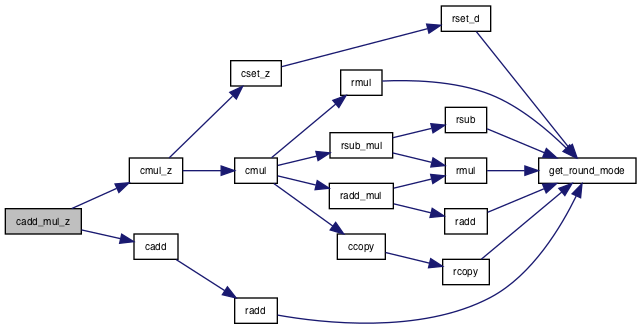 rset_d
cset_z
rmul
rsub
rsub_mul
cmul_z
cmul
rmul
get_round_mode
radd_mul
cadd_mul_z
radd
cadd
ccopy
rcopy
radd